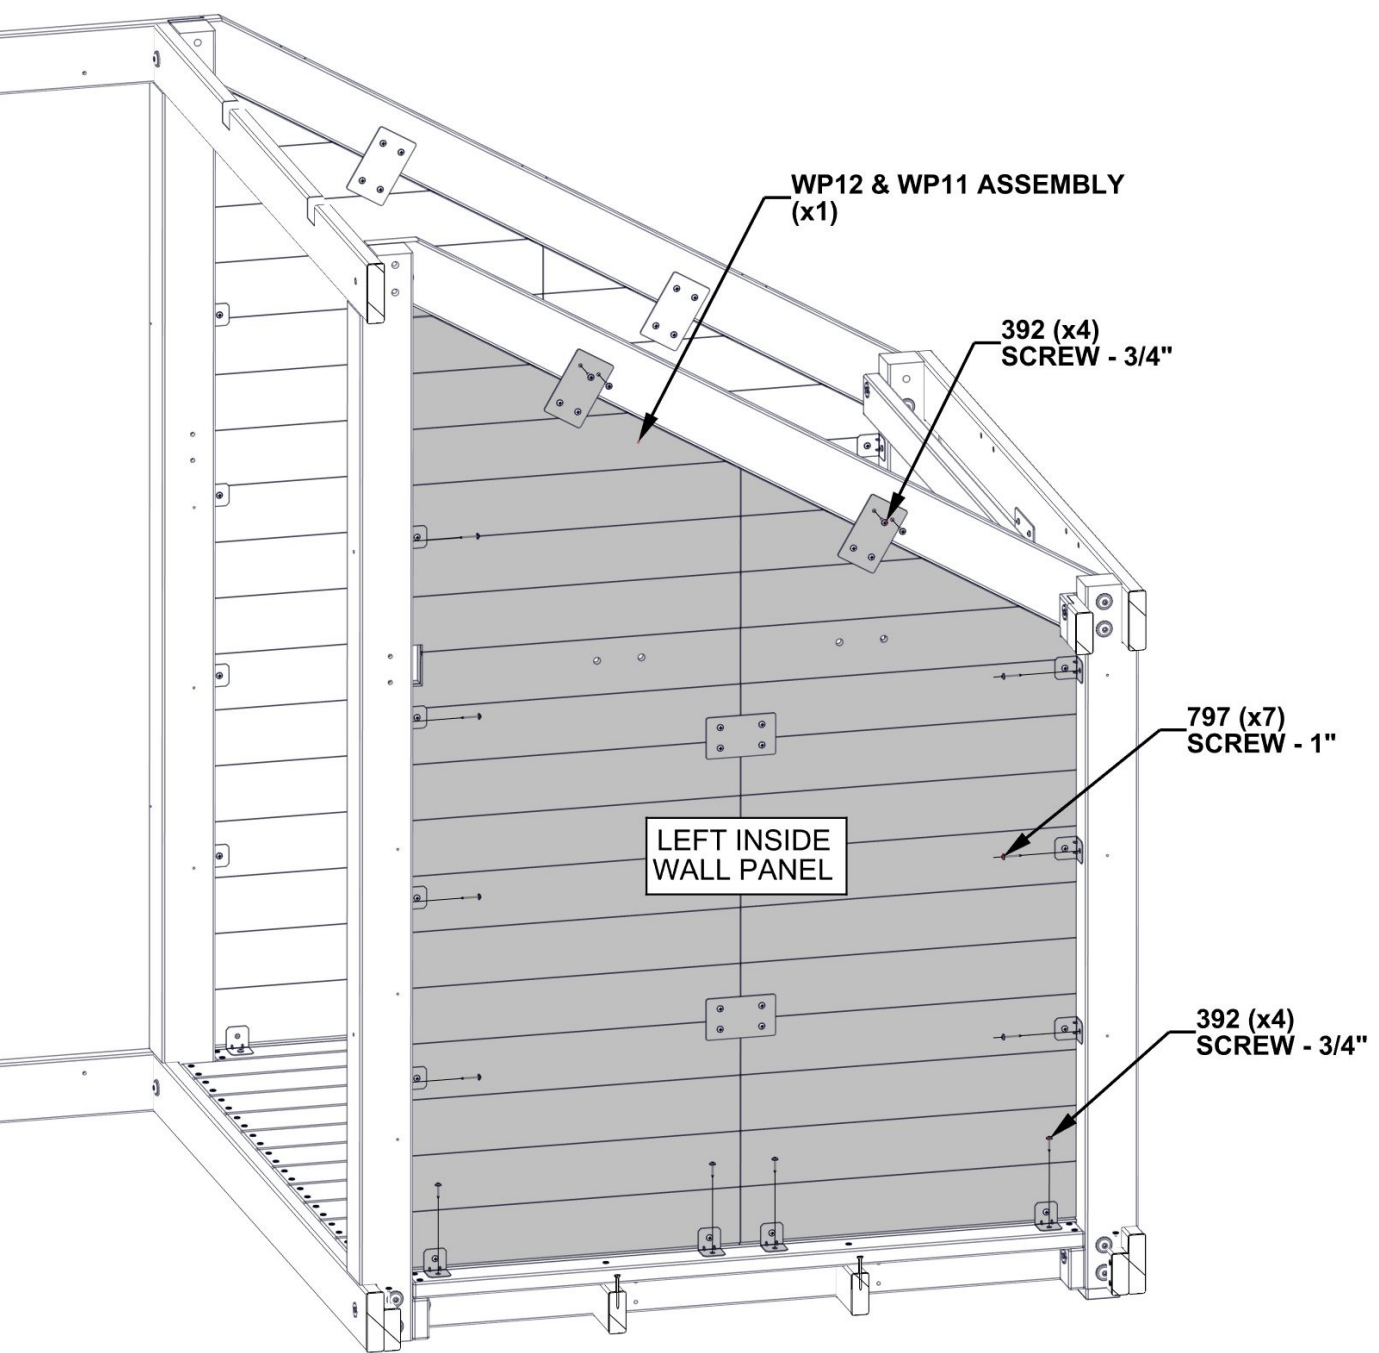 WP12 & WP11 ASSEMBLY
(x1)
392 (x4)
SCREW - 3/4"
797 (x7)
SCREW - 1"
LEFT INSIDE
WALL PANEL
392 (x4)
SCREW - 3/4"